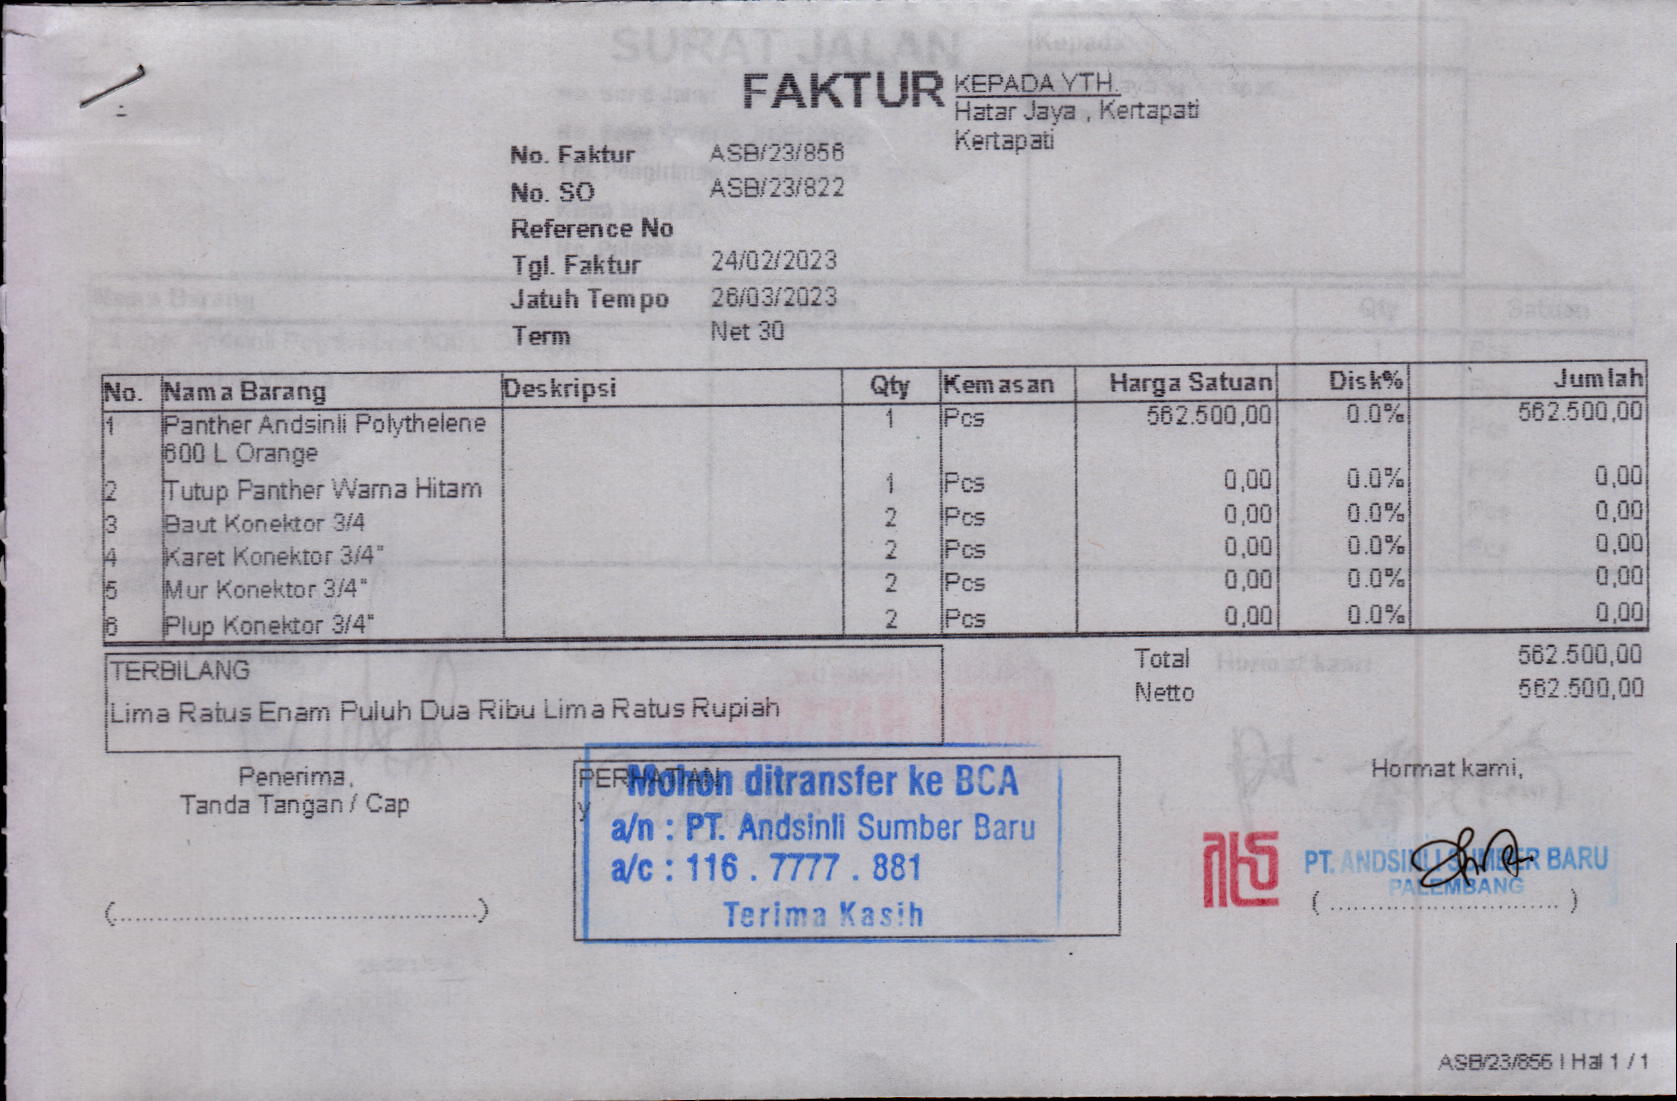 FAKTUR
KEPADA YTH.
Hatar Jaya , Kertapati
Kertapati
No. Faktur ASB/23/856
No. SO ASB/23/822
Reference No
Tgl. Faktur 24/02/2023
Jatuh Tempo 26/03/2023
Term Net 30
No. Nama Barang Deskripsi Qty Kemasan Harga Satuan Disk% Jumlah
1 Panther Andsinli Polythelene 1 Pcs 562.500,00 0.0% 562.500,00
600 L Orange
2 Tutup Panther Warna Hitam 1 Pcs 0,00 0.0% 0,00
3 Baut Konektor 3/4 2 Pcs 0,00 0.0% 0,00
4 Karet Konektor 3/4" 2 Pcs 0,00 0.0% 0,00
5 Mur Konektor 3/4" 2 Pcs 0,00 0.0% 0,00
6 Plup Konektor 3/4" 2 Pcs 0,00 0.0% 0,00
TERBILANG
Lima Ratus Enam Puluh Dua Ribu Lima Ratus Rupiah
Total 562.500,00
Netto 562.500,00
Penerima,
Tanda Tangan / Cap
(................................................)
PERHATIAN
y
Mohon ditransfer ke BCA
a/n : PT. Andsinli Sumber Baru
a/c : 116 . 7777 . 881
Terima Kasih
Hormat kami,
PT. ANDSINLI SUMBER BARU
PALEMBANG
( .............................. )
ASB/23/856 | Hal 1 / 1